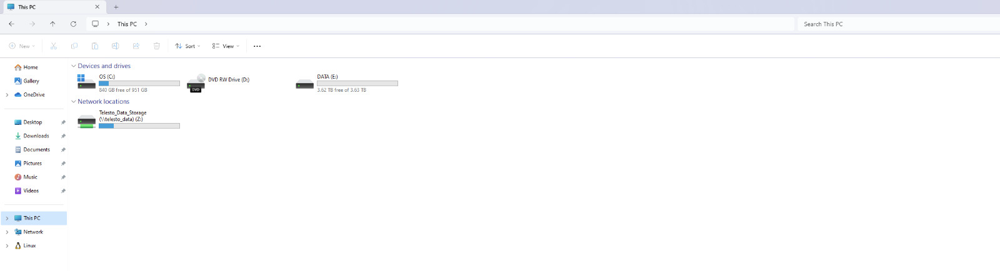 This PC
This PC
Search This PC
New
Sort
View
Home
Gallery
OneDrive
Desktop
Downloads
Documents
Pictures
Music
Videos
This PC
Network
Linux
Devices and drives
OS (C:)
840 GB free of 951 GB
DVD RW Drive (D:)
DVD
DATA (E:)
3.62 TB free of 3.63 TB
Network locations
Telesto_Data_Storage
(\\telesto_data) (Z:)